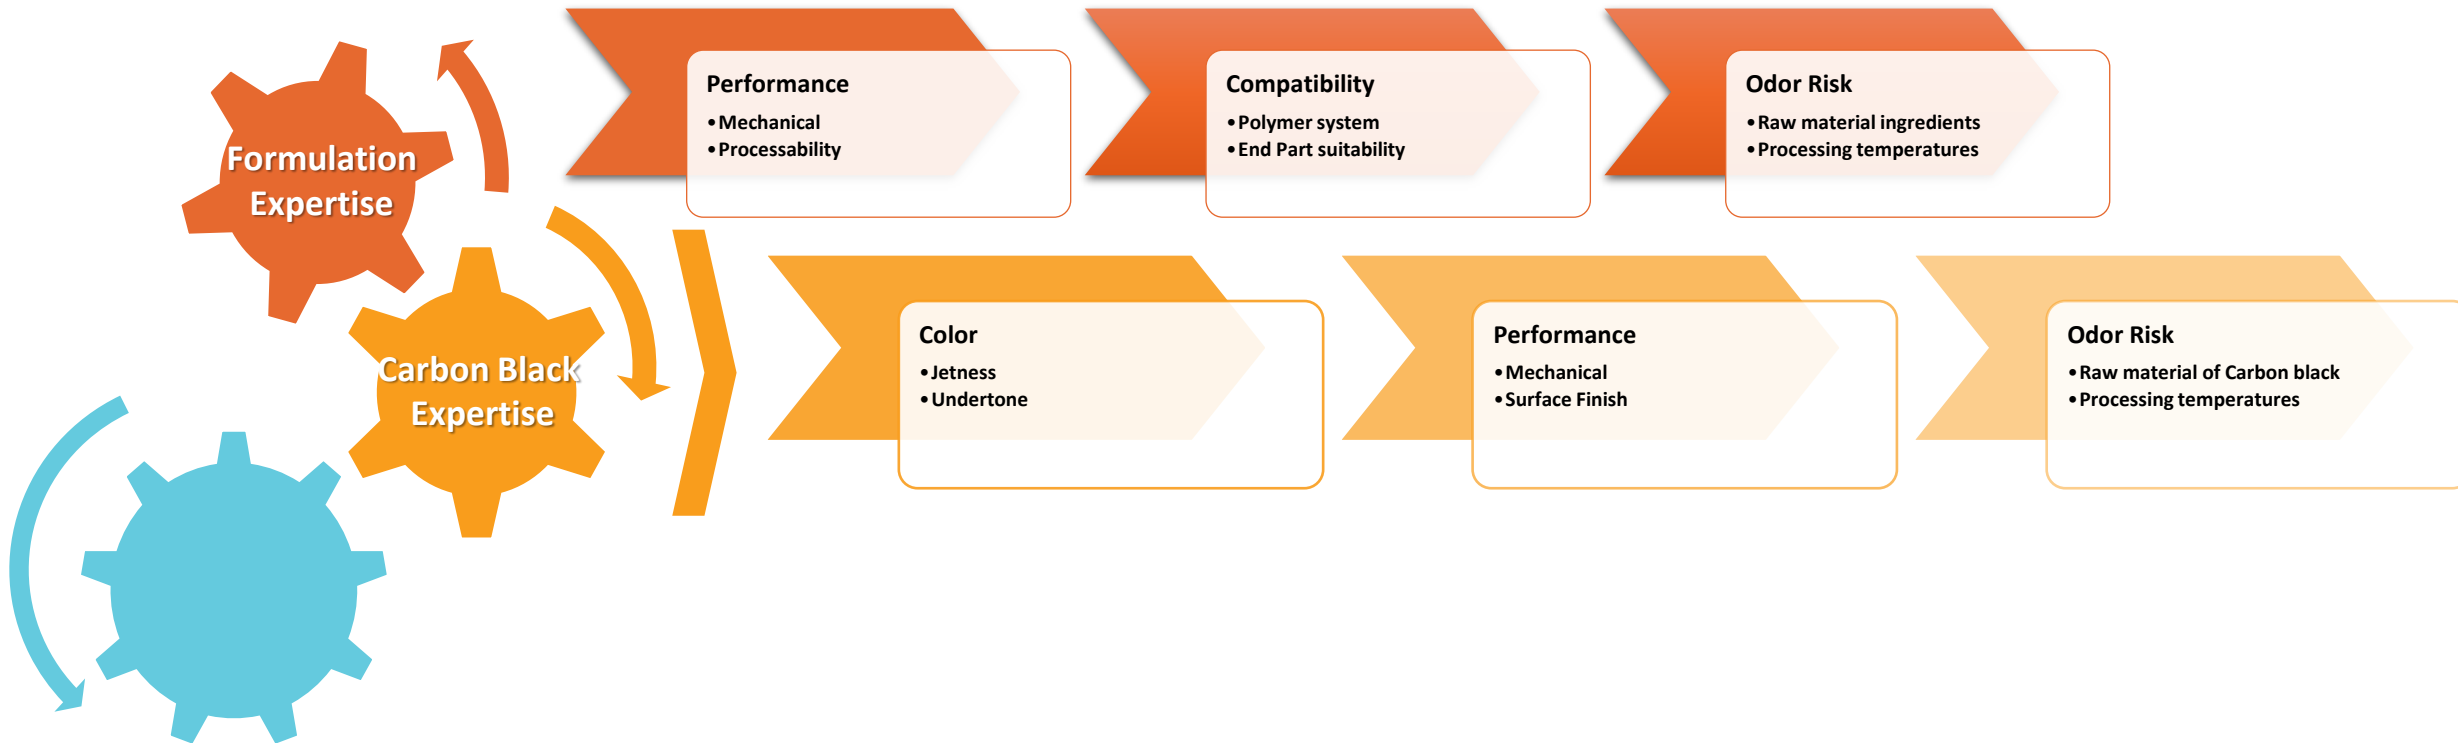 Formulation
Expertise
Performance
•Mechanical
•Processability
Compatibility
•Polymer system
•End Part suitability
Odor Risk
•Raw material ingredients
•Processing temperatures
Carbon Black
Expertise
Color
•Jetness
•Undertone
Performance
•Mechanical
•Surface Finish
Odor Risk
•Raw material of Carbon black
•Processing temperatures